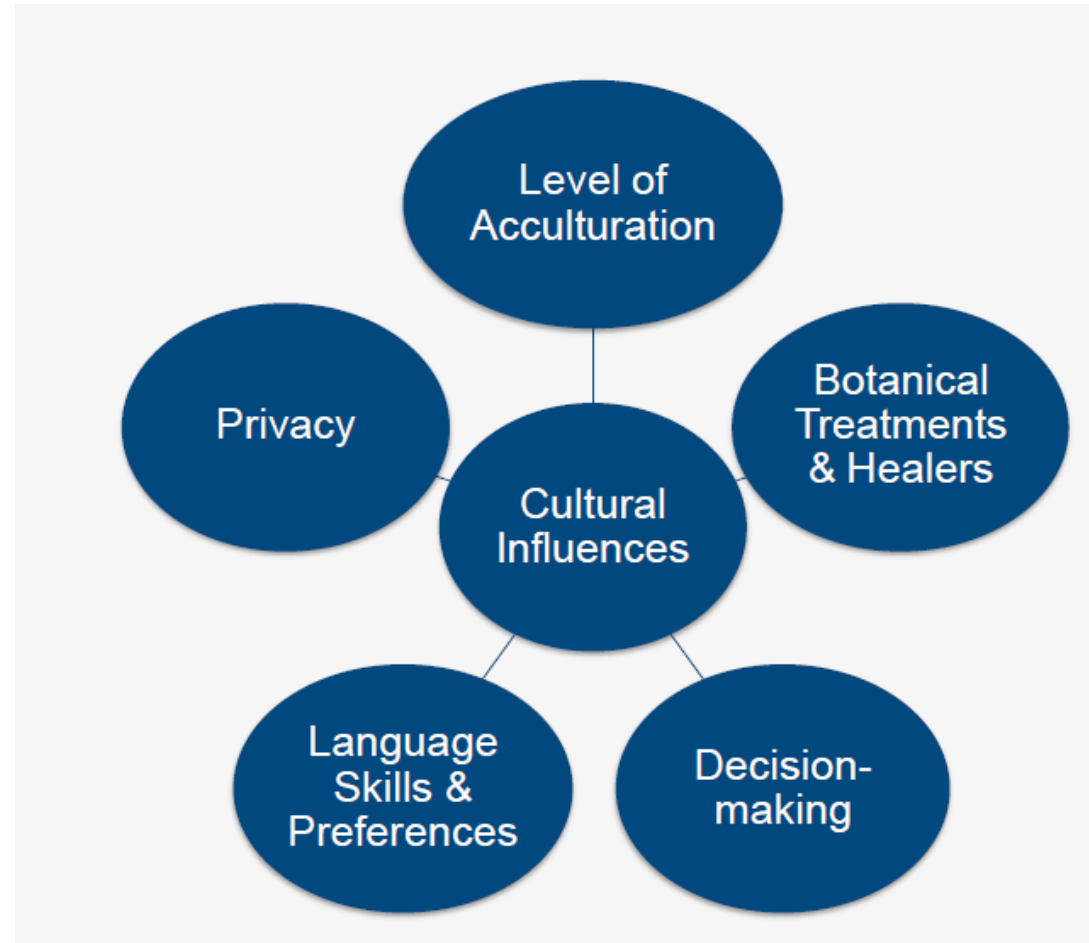 Level of
Acculturation
Privacy
Botanical
Treatments
& Healers
Cultural
Influences
Language
Skills &
Preferences
Decision-
making